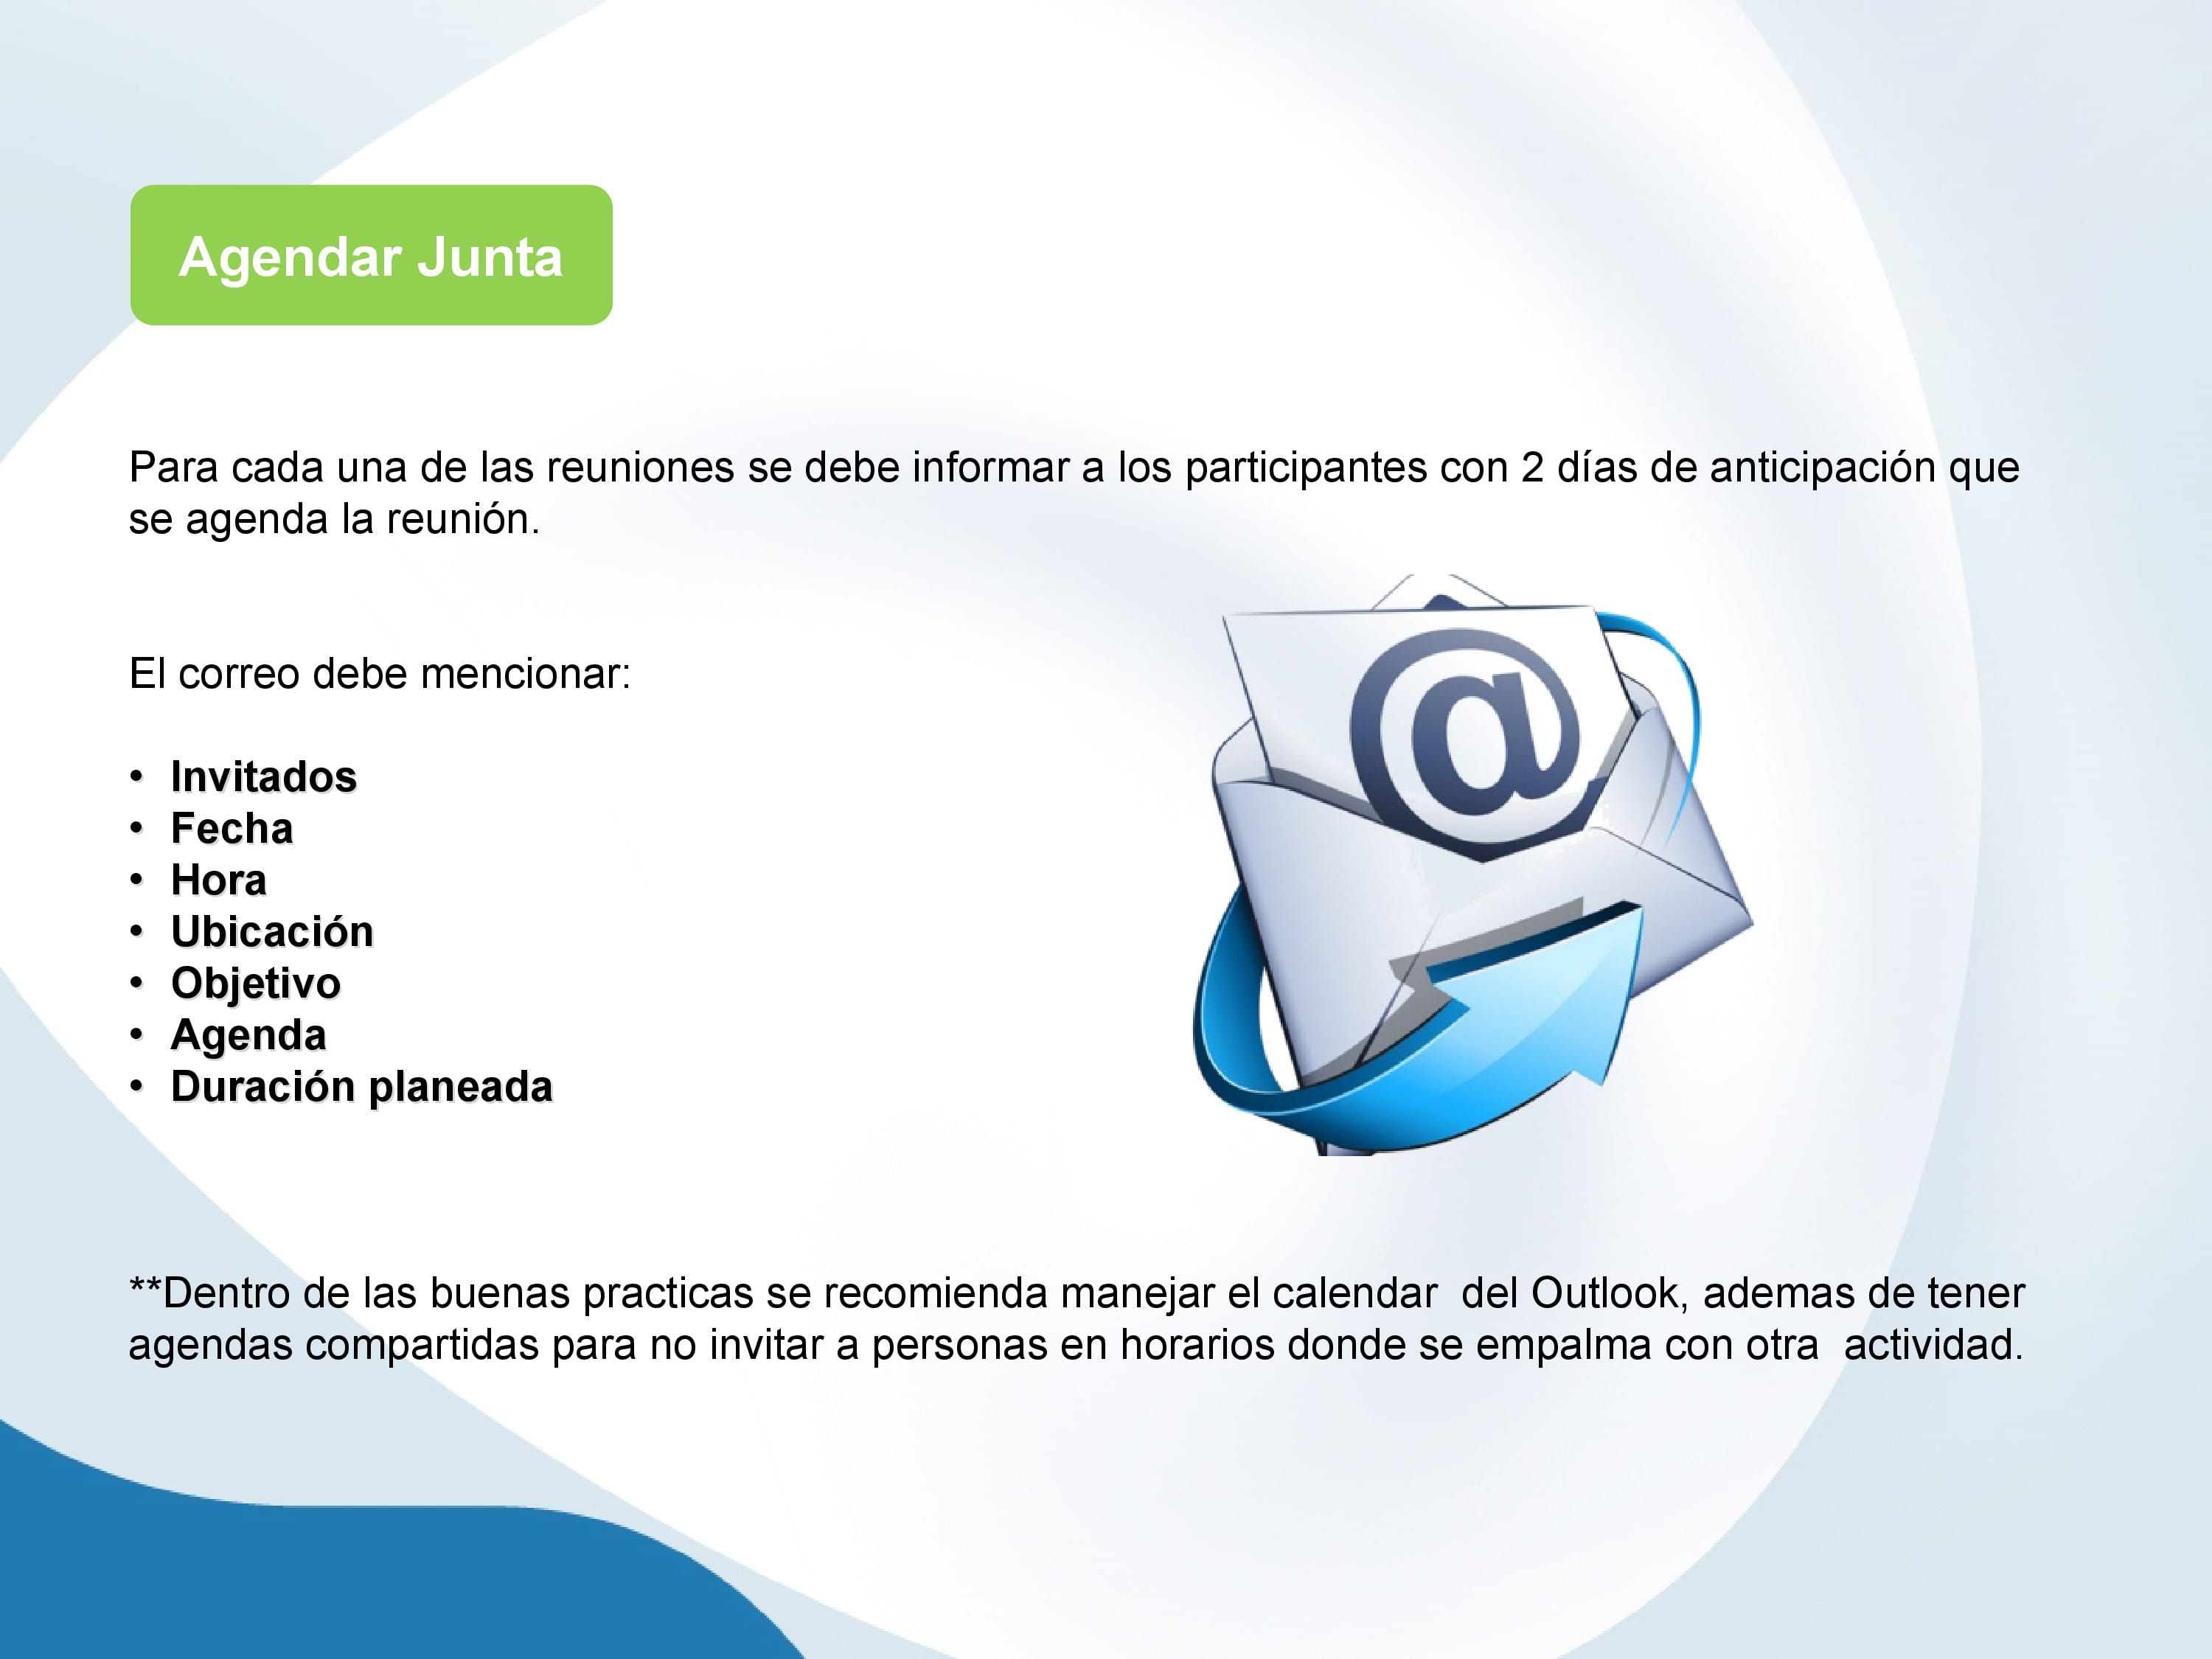 Agendar Junta
Para cada una de las reuniones se debe informar a los participantes con 2 días de anticipación que
se agenda la reunión.
El correo debe mencionar:
• Invitados
• Fecha
• Hora
• Ubicación
• Objetivo
• Agenda
• Duración planeada
@
**Dentro de las buenas practicas se recomienda manejar el calendar  del Outlook, ademas de tener
agendas compartidas para no invitar a personas en horarios donde se empalma con otra  actividad.